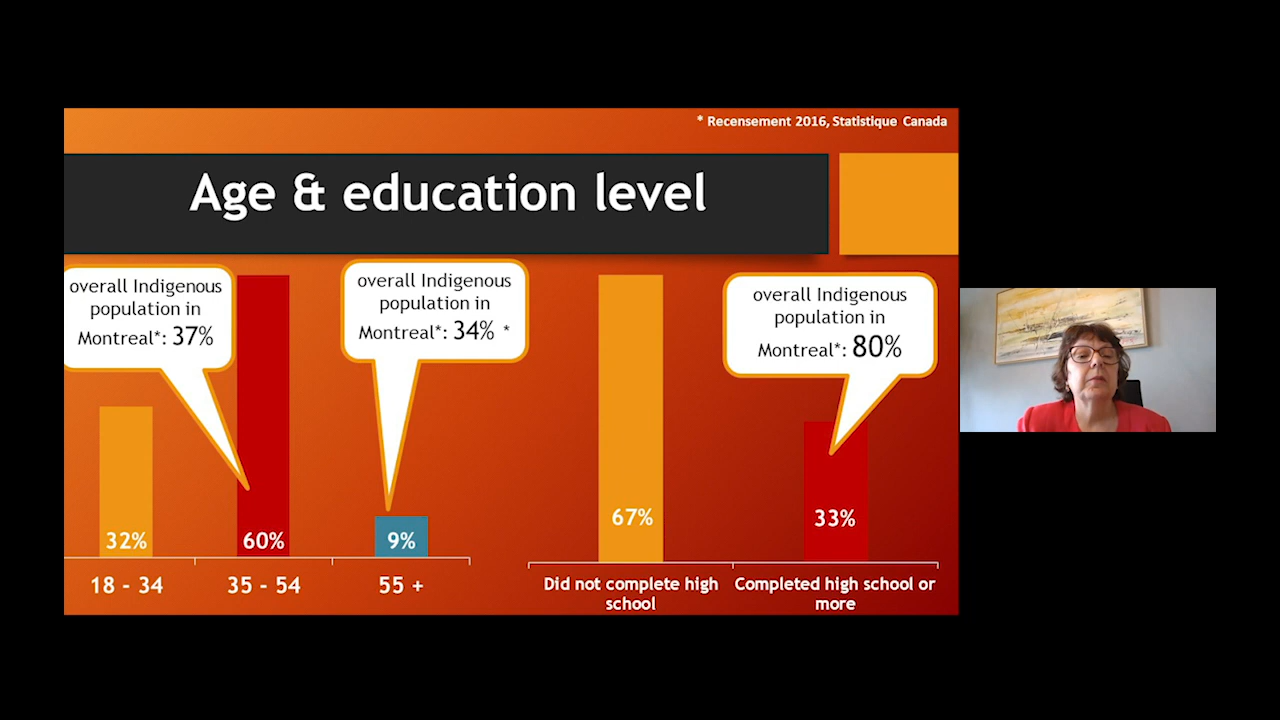 * Recensement 2016, Statistique Canada
Age & education level
overall Indigenous
population in
Montreal*: 37%
overall Indigenous
population in
Montreal*: 34% *
overall Indigenous
population in
Montreal*: 80%
32%
60%
9%
67%
33%
18 - 34
35 - 54
55 +
Did not complete high
school
Completed high school or
more